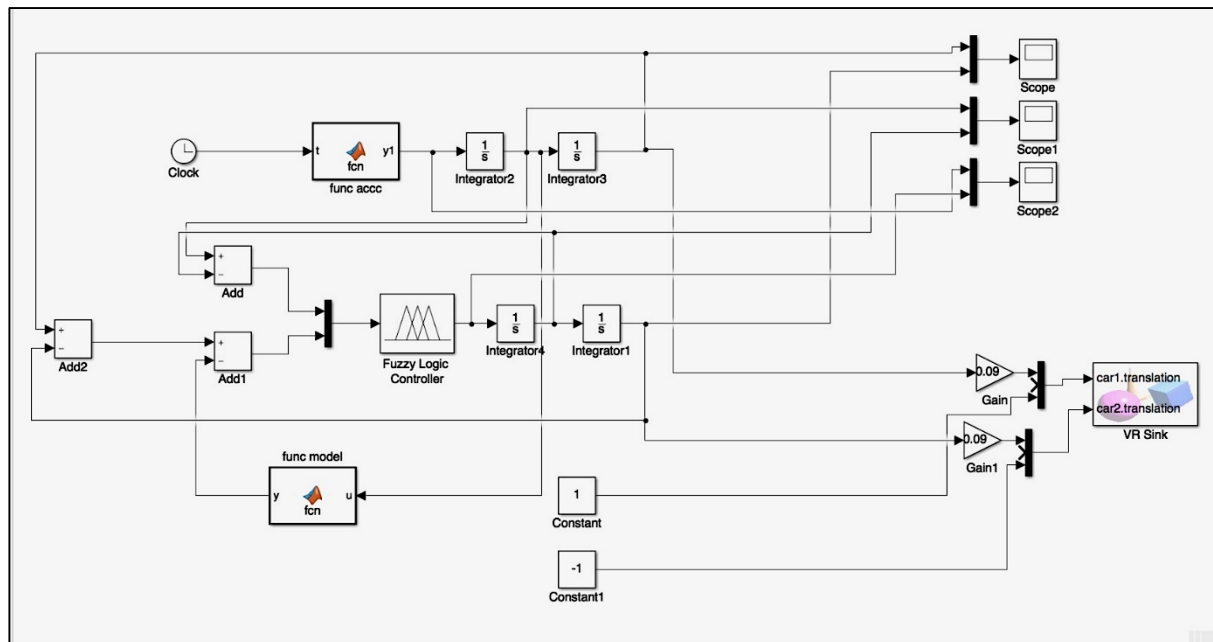 Scope
Scope1
Scope2
Clock
t
fcn
y1
func accc
1
s
Integrator2
1
s
Integrator3
+
−
Add
+
−
Add2
+
−
Add1
Fuzzy Logic
Controller
1
s
Integrator4
1
s
Integrator1
0.09
Gain
0.09
Gain1
car1.translation
car2.translation
VR Sink
func model
y
fcn
u
1
Constant
-1
Constant1